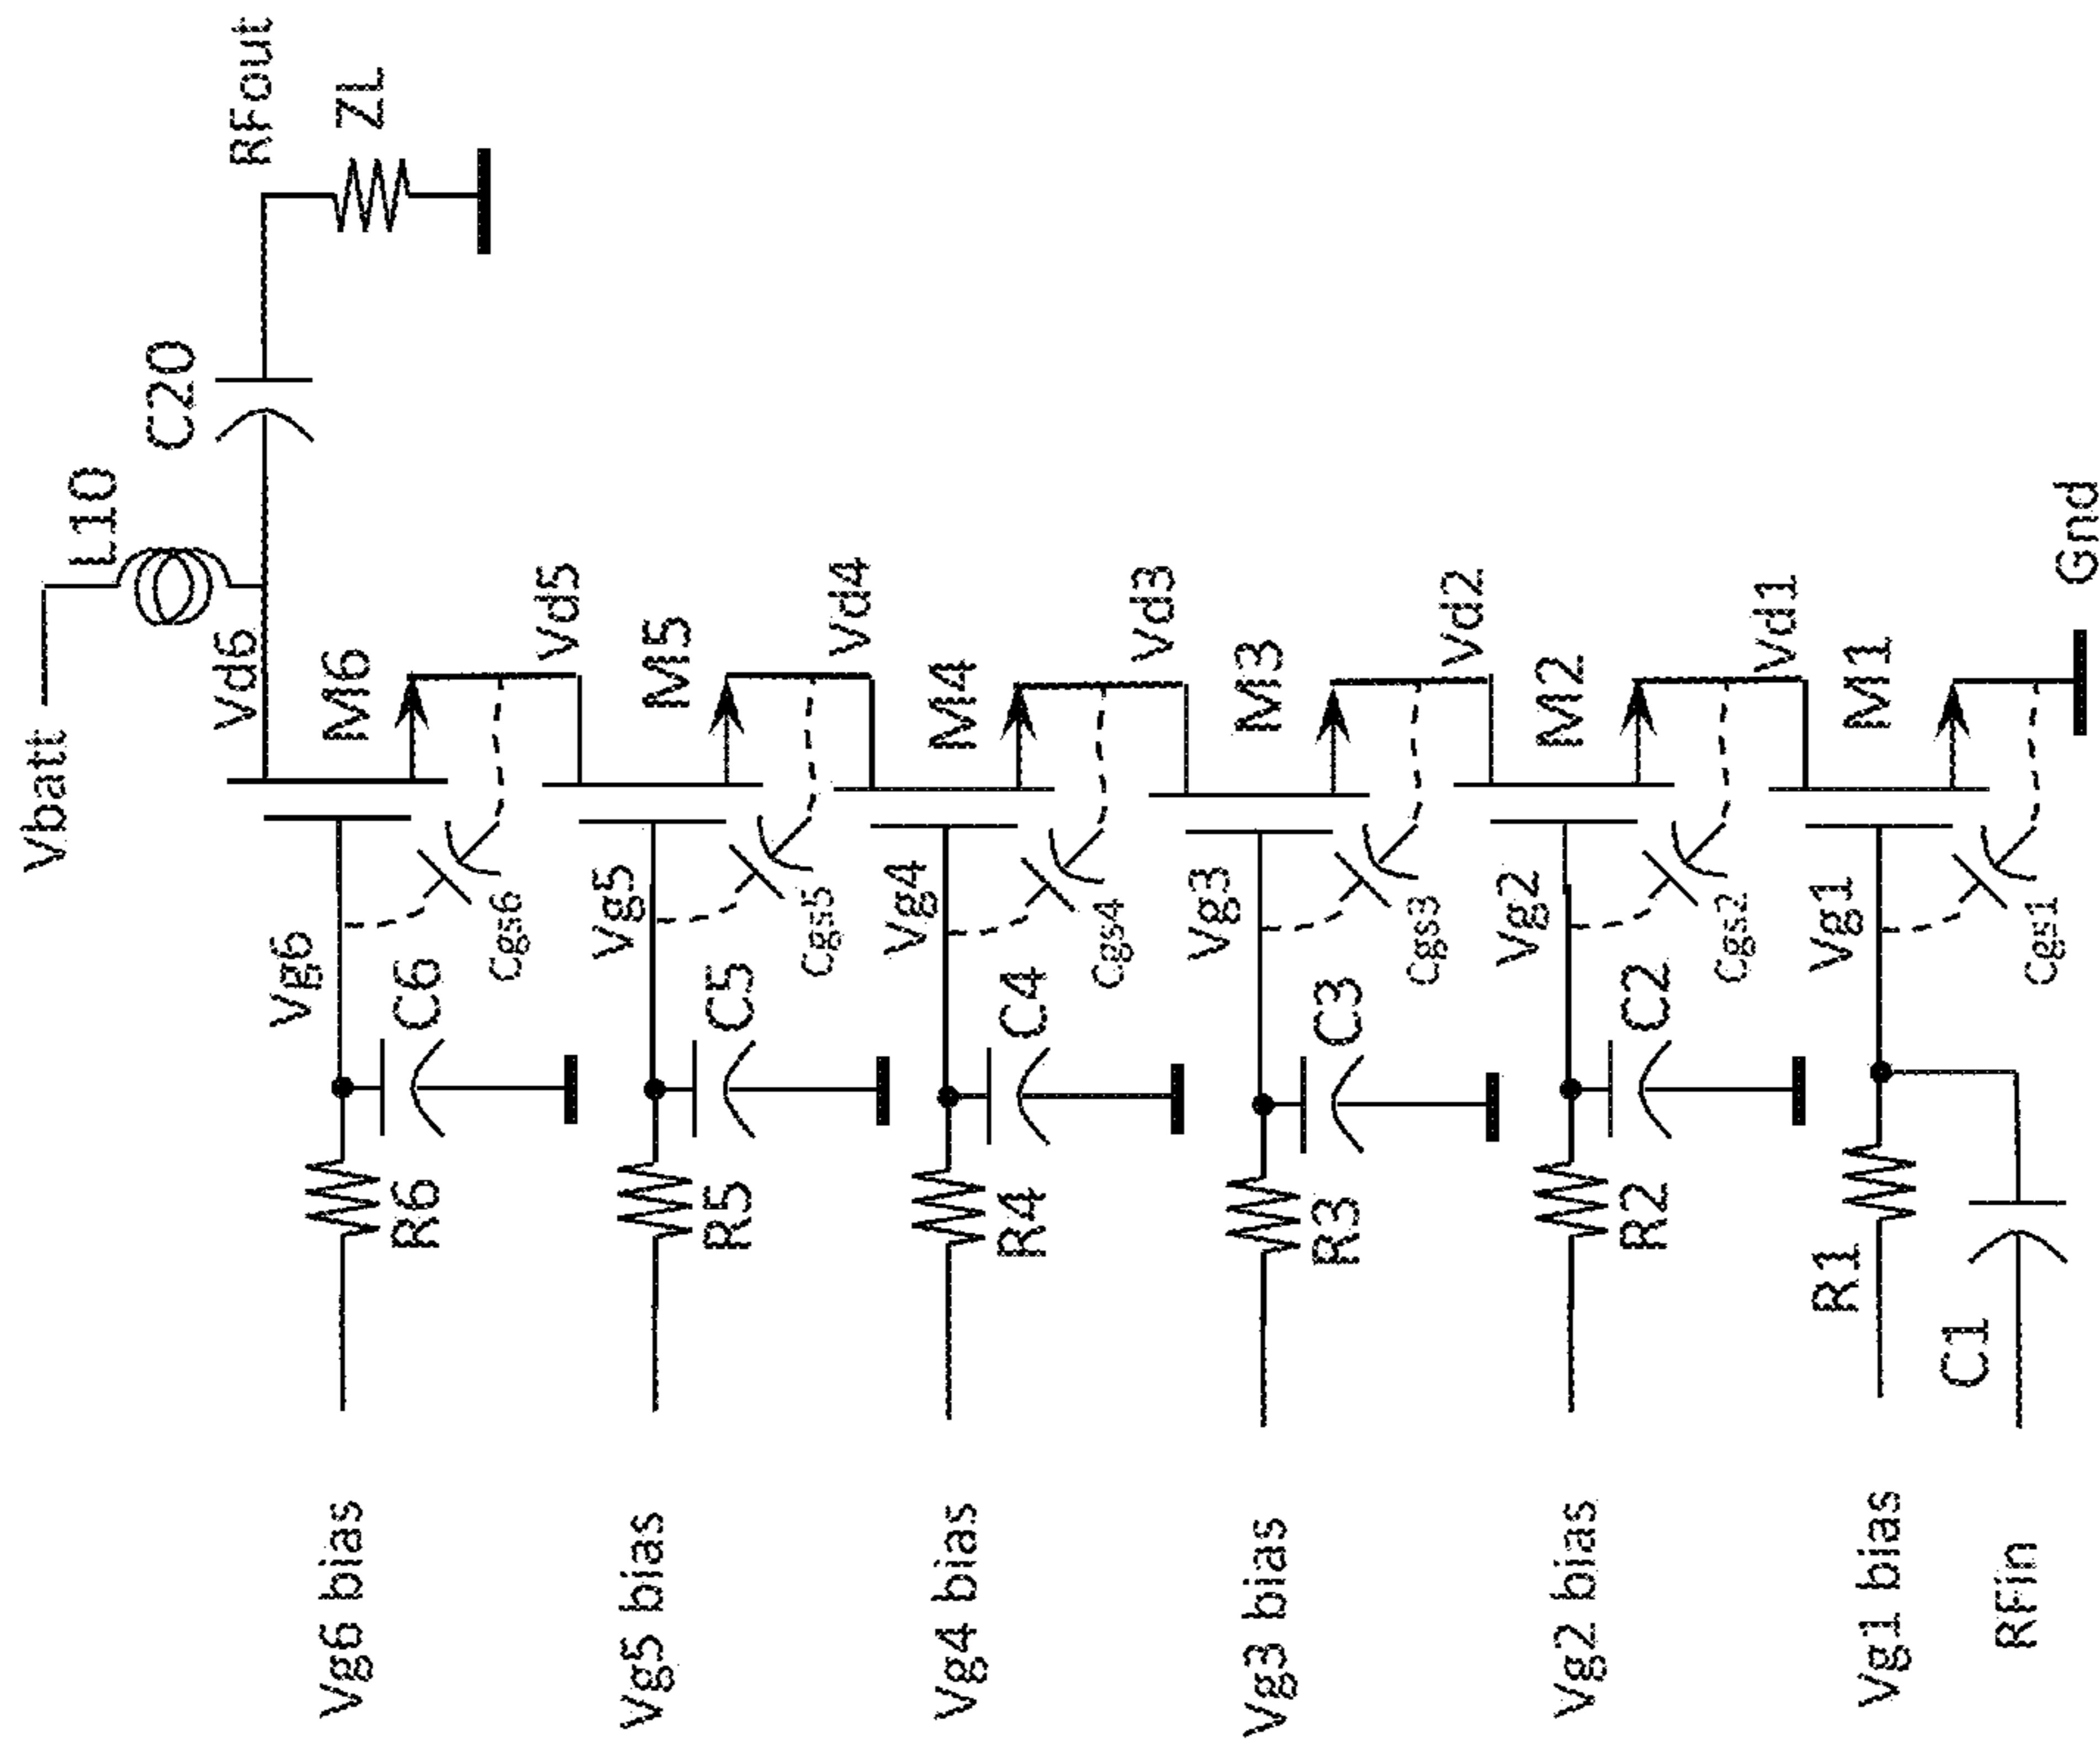 Vbatt
L10
C20
RFout
ZL
Vd6
M6
Vg6
C6
Cgs6
R6
Vg6 bias
Vd5
M5
Vg5
C5
Cgs5
R5
Vg5 bias
Vd4
M4
Vg4
C4
Cgs4
R4
Vg4 bias
Vd3
M3
Vg3
C3
Cgs3
R3
Vg3 bias
Vd2
M2
Vg2
C2
Cgs2
R2
Vg2 bias
Vd1
M1
Vg1
Cgs1
R1
Vg1 bias
C1
RFin
Gnd